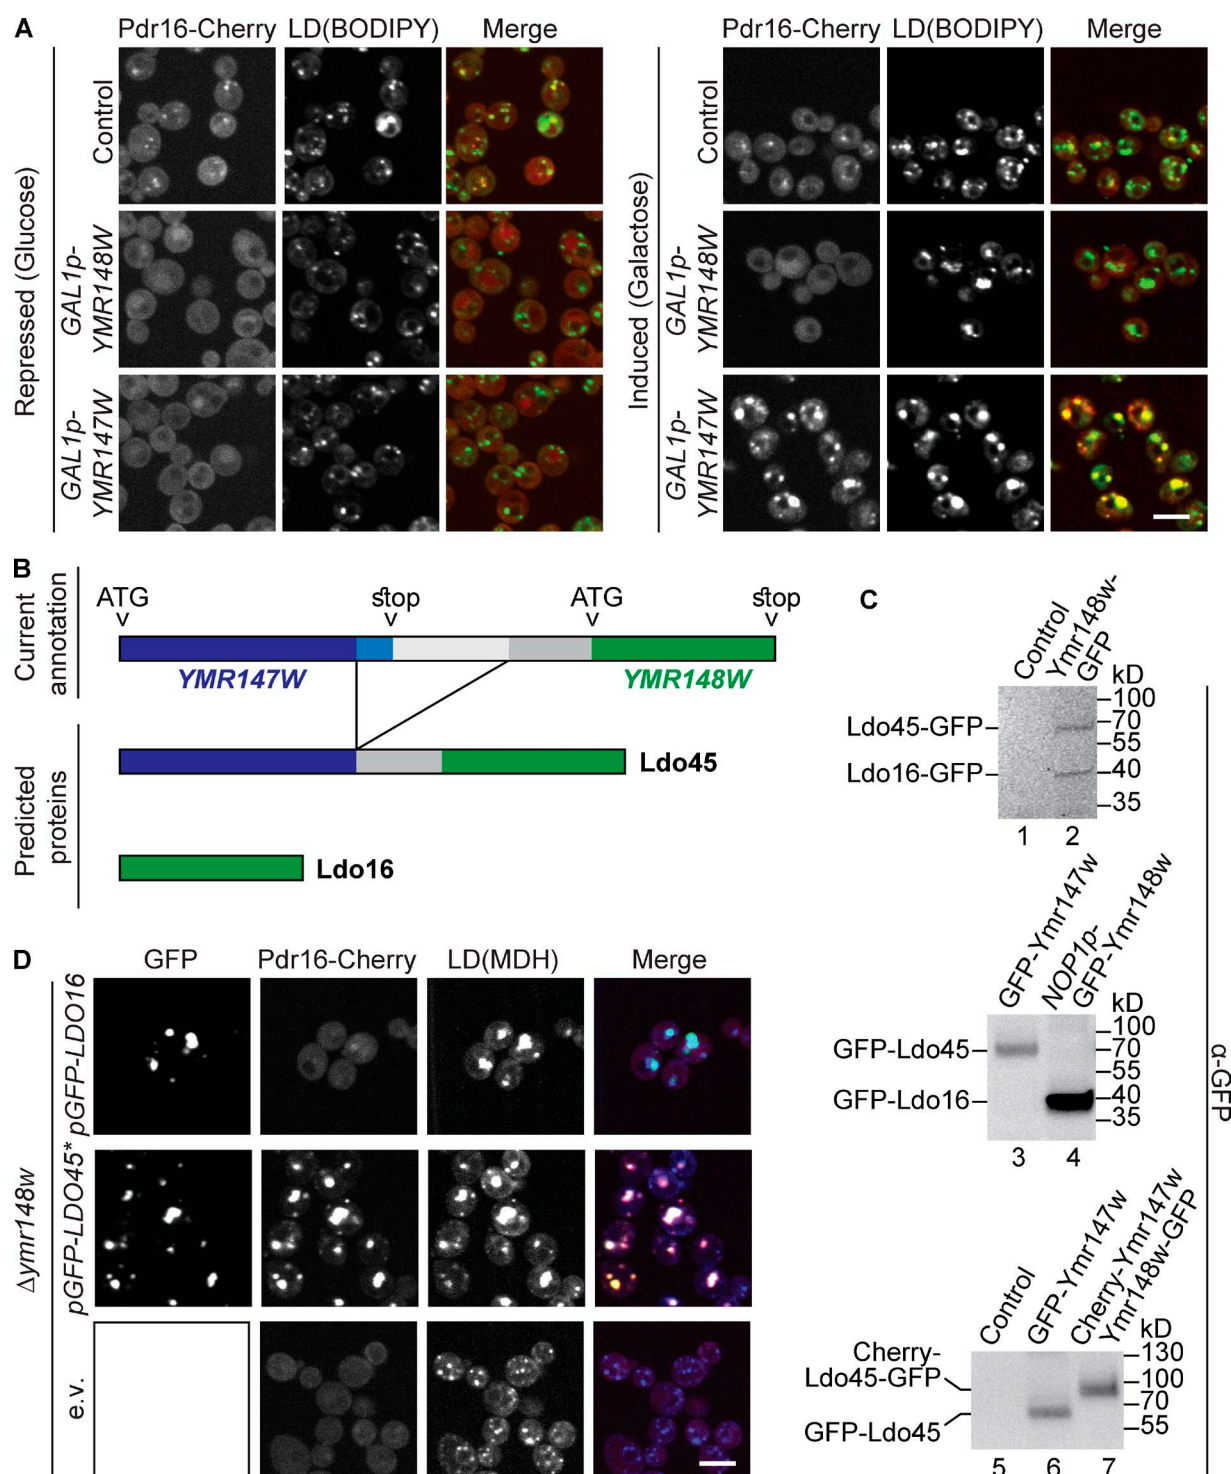 A
Pdr16-Cherry LD(BODIPY) Merge
Pdr16-Cherry LD(BODIPY) Merge
Repressed (Glucose)
Control
GAL1p-
YMR148W
GAL1p-
YMR147W
Induced (Galactose)
Control
GAL1p-
YMR148W
GAL1p-
YMR147W
B
Current
annotation
ATG stop ATG stop
YMR147W YMR148W
Predicted
proteins
Ldo45
Ldo16
C
Control
Ymr148w-
GFP
kD
100
70
55
40
35
Ldo45-GFP
Ldo16-GFP
1 2
GFP-Ymr147w
NOP1p-
GFP-Ymr148w
kD
100
70
55
40
35
GFP-Ldo45
GFP-Ldo16
3 4
α-GFP
Control
GFP-Ymr147w
Cherry-Ymr147w
Ymr148w-GFP
kD
130
100
70
55
Cherry-
Ldo45-GFP
GFP-Ldo45
5 6 7
D
GFP Pdr16-Cherry LD(MDH) Merge
Δymr148w
pGFP-LDO16
pGFP-LDO45*
e.v.